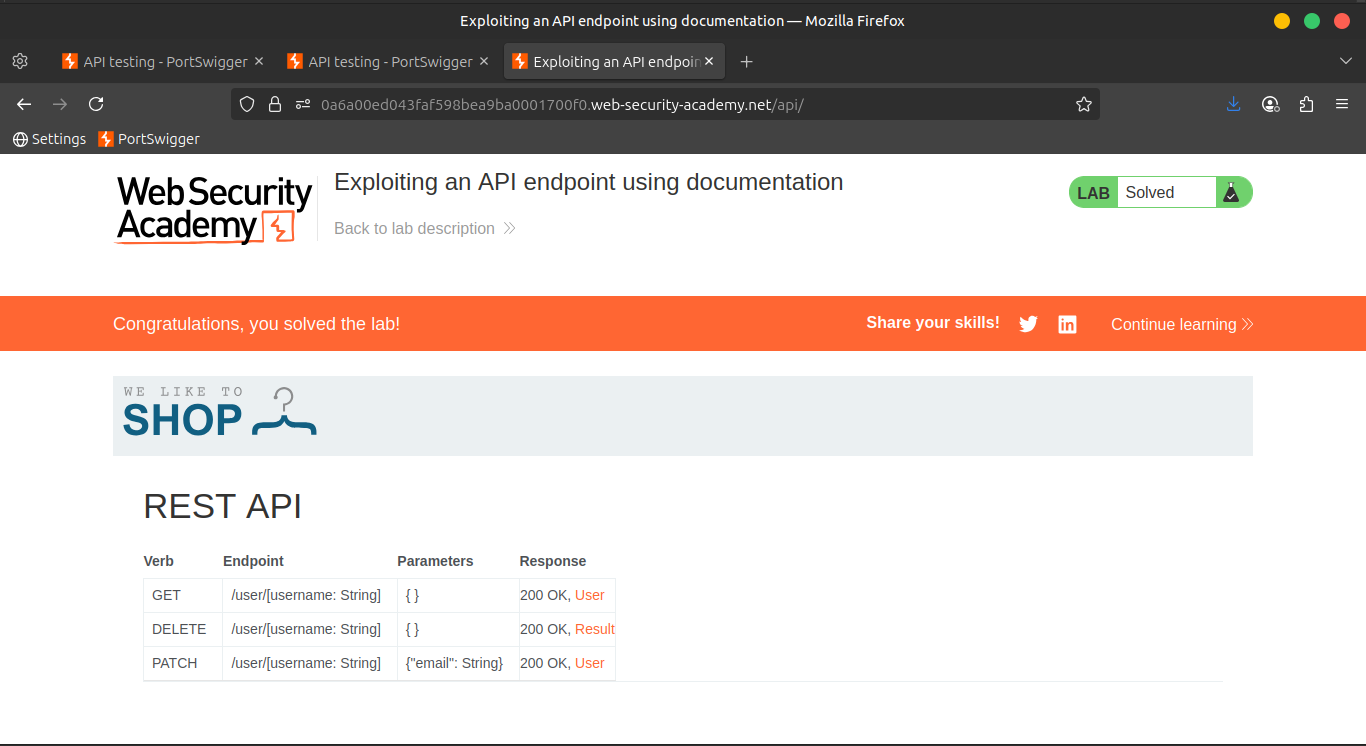 Exploiting an API endpoint using documentation — Mozilla Firefox
API testing - PortSwigger
API testing - PortSwigger
Exploiting an API endpoin
0a6a00ed043faf598bea9ba0001700f0.web-security-academy.net/api/
Settings
PortSwigger
Web Security
Academy
Exploiting an API endpoint using documentation
Back to lab description
LAB Solved
Congratulations, you solved the lab!
Share your skills!
Continue learning
WE LIKE TO
SHOP
REST API
Verb Endpoint Parameters Response
GET /user/[username: String] { } 200 OK, User
DELETE /user/[username: String] { } 200 OK, Result
PATCH /user/[username: String] {"email": String} 200 OK, User